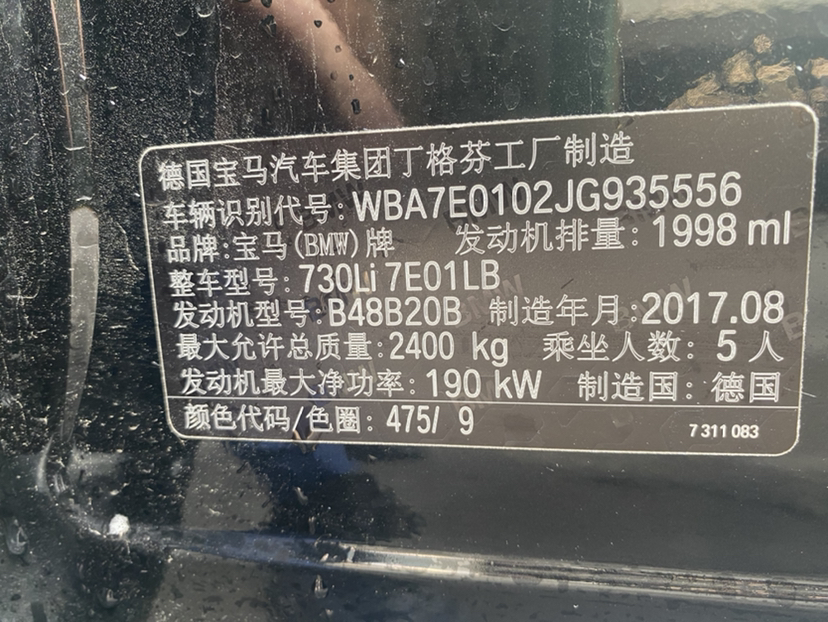 德国宝马汽车集团丁格芬工厂制造
车辆识别代号: WBA7E0102JG935556
品牌: 宝马(BMW)牌 发动机排量: 1998 ml
整车型号: 730Li 7E01LB
发动机型号: B48B20B 制造年月: 2017.08
最大允许总质量: 2400 kg 乘坐人数: 5 人
发动机最大净功率: 190 kW 制造国: 德国
颜色代码/色圈: 475/ 9 7 311 083